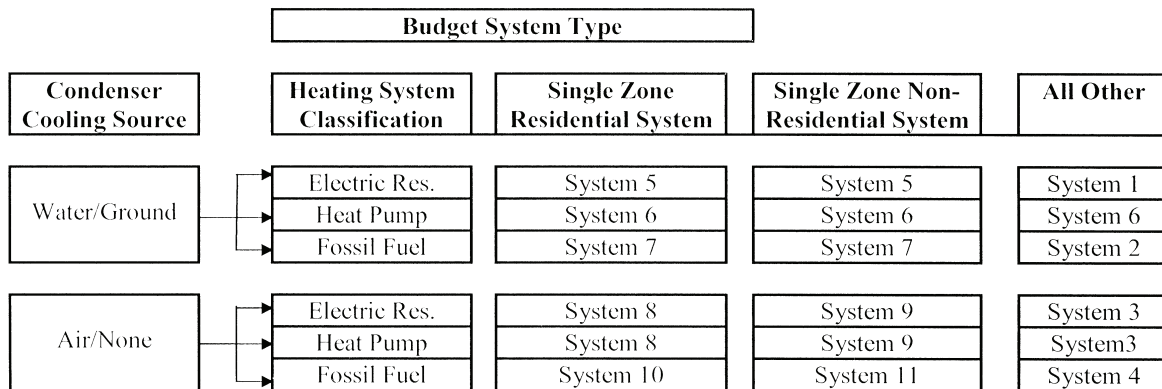 Budget System Type
Condenser
Cooling Source
Heating System
Classification
Single Zone
Residential System
Single Zone Non-
Residential System
All Other
Water/Ground
Electric Res.
System 5
System 5
System 1
Heat Pump
System 6
System 6
System 6
Fossil Fuel
System 7
System 7
System 2
Air/None
Electric Res.
System 8
System 9
System 3
Heat Pump
System 8
System 9
System3
Fossil Fuel
System 10
System 11
System 4